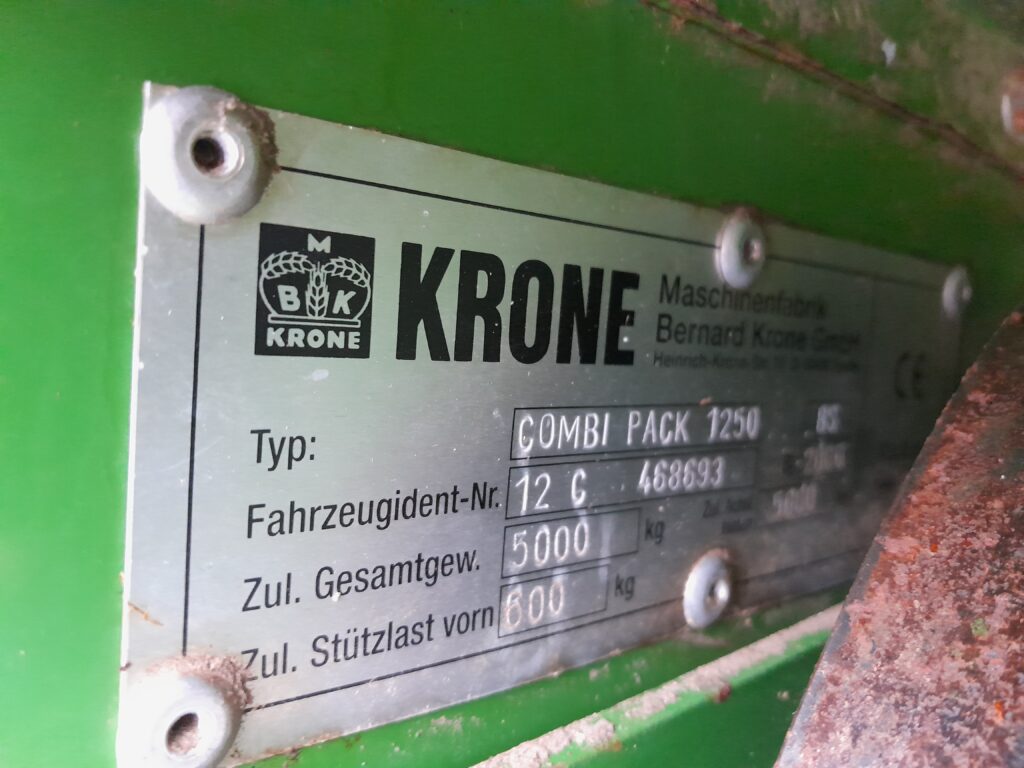 M
B K
KRONE
KRONE
Maschinenfabrik
Bernard Krone GmbH
CE
Typ: COMBI PACK 1250
Fahrzeugident-Nr. 12 C 468693
Zul. Gesamtgew. 5000 kg
Zul. Stützlast vorn 600 kg